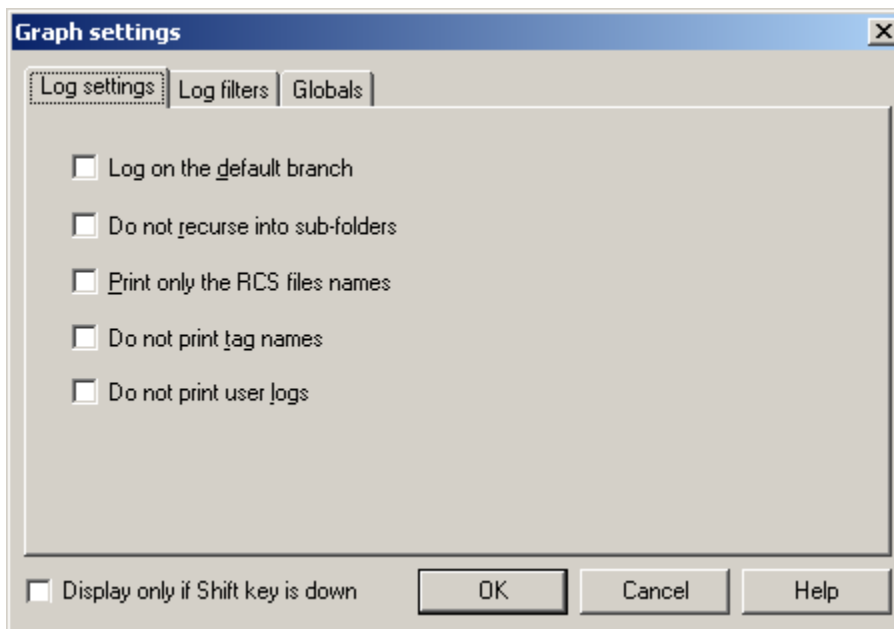 Graph settings
Log settings Log filters Globals
Log on the default branch
Do not recurse into sub-folders
Print only the RCS files names
Do not print tag names
Do not print user logs
Display only if Shift key is down OK Cancel Help